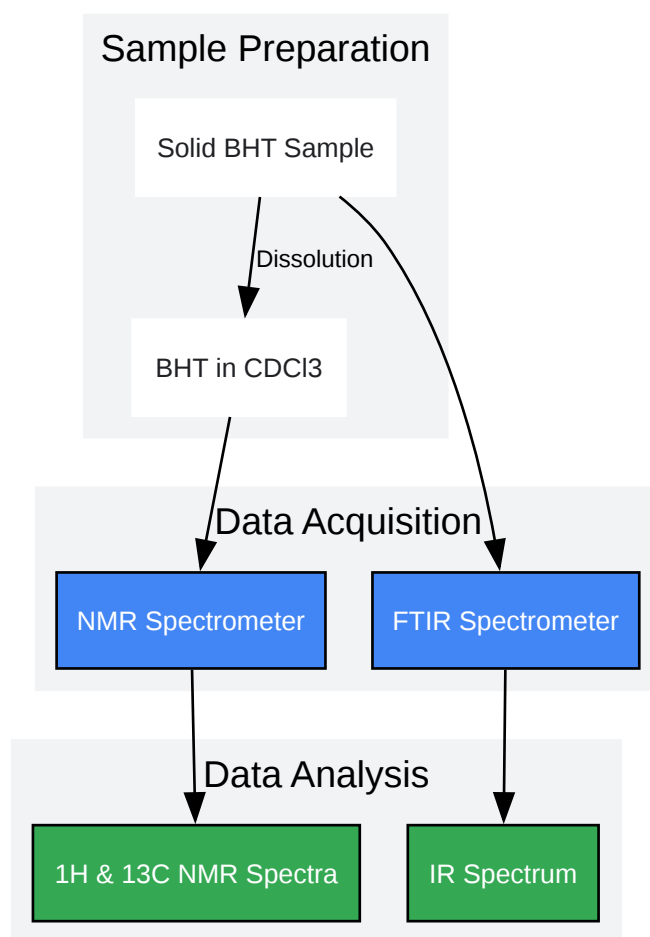 Sample Preparation
Solid BHT Sample
Dissolution
BHT in CDCl3
Data Acquisition
NMR Spectrometer
FTIR Spectrometer
Data Analysis
1H & 13C NMR Spectra
IR Spectrum